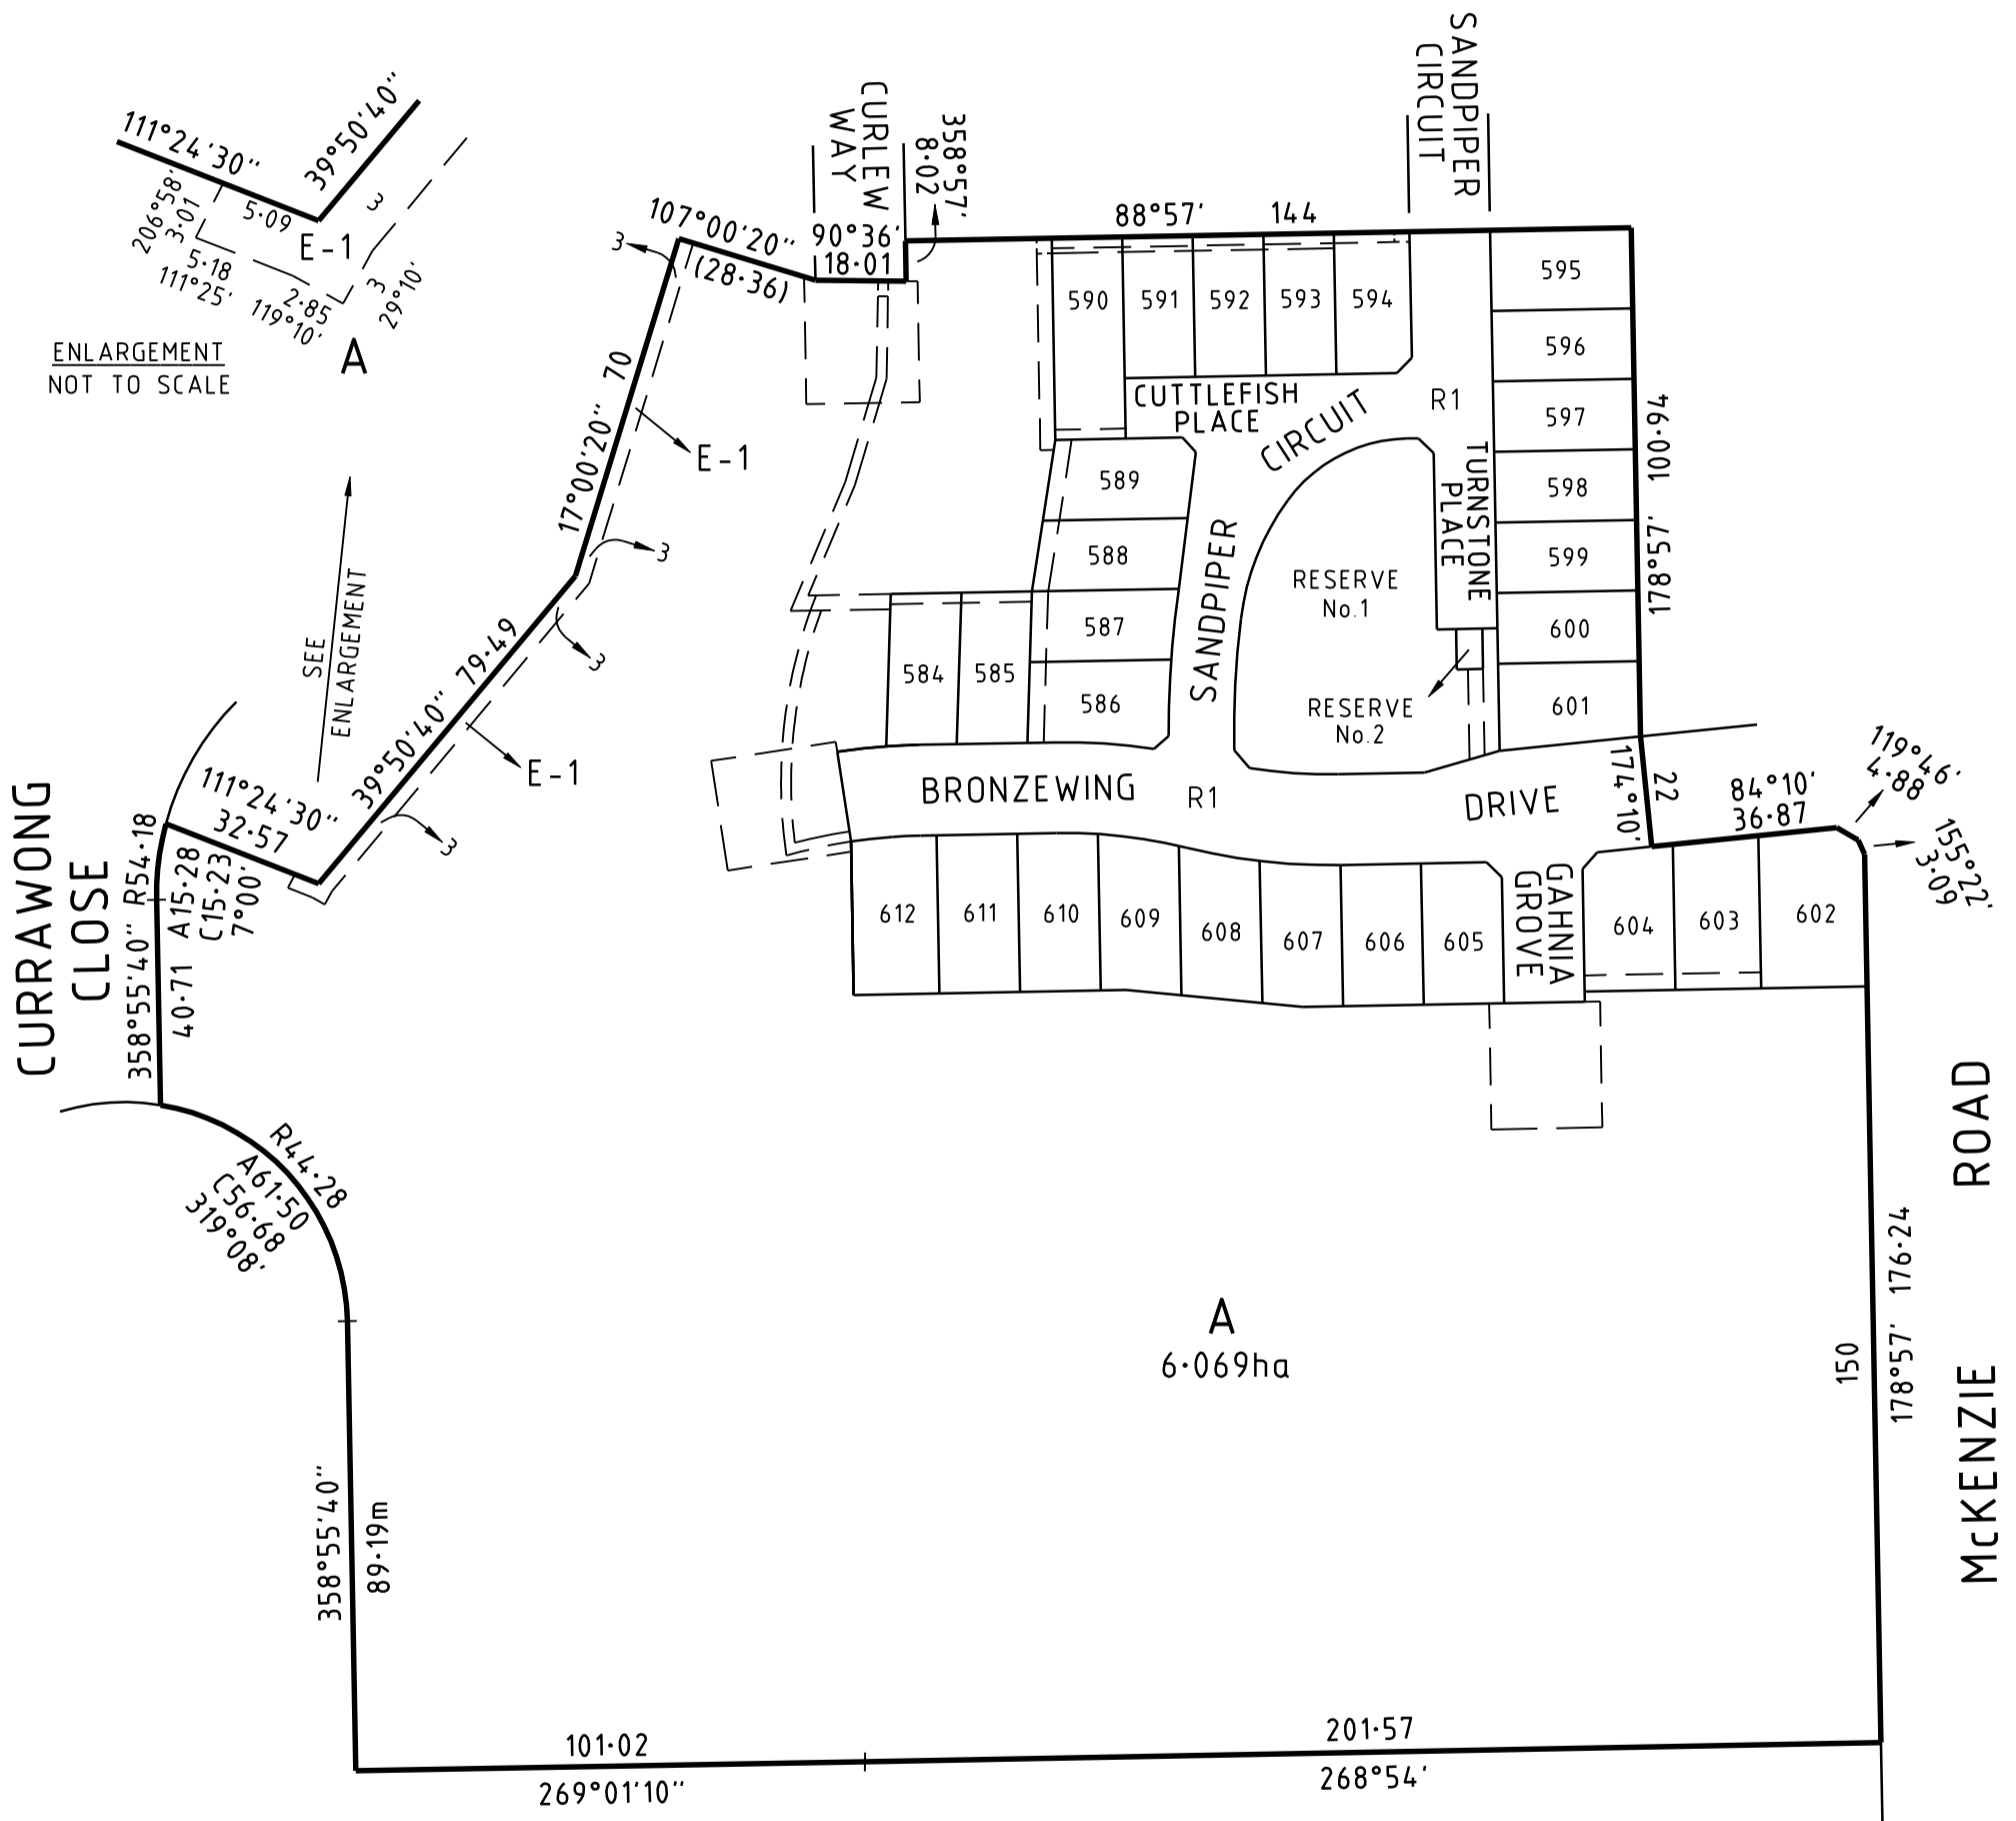 SANDPIPER
CIRCUIT
CURLEW
WAY
358°57'
8·02
111°24'30"
39°50'40"
206°58'
3·01
5·09
3
E-1
5·18
111°25'
2·85
119°10'
3
29°10'
A
ENLARGEMENT
NOT TO SCALE
107°00'20"
(28·36)
90°36'
18·01
88°57' 144
3
17°00'20" 70
E-1
3
590
591
592
593
594
595
596
597
598
599
600
601
CUTTLEFISH
PLACE
CIRCUIT
R1
TURNSTONE
PLACE
178°57' 100·94
589
588
587
586
585
584
SANDPIPER
RESERVE
No.1
RESERVE
No.2
SEE
ENLARGEMENT
3
39°50'40" 79·49
E-1
3
111°24'30"
32·57
CURRAWONG
CLOSE
R54·18
A15·28
C15·23
7°00'
358°55'40"
40·71
BRONZEWING
R1
DRIVE
174°10'
22
84°10'
36·87
119°46'
4·88
155°22'
3·09
GAHNIA
GROVE
612
611
610
609
608
607
606
605
604
603
602
R44·28
A61·50
C56·68
319°08'
A
6·069ha
McKENZIE ROAD
178°57' 176·24
150
358°55'40"
89·19m
101·02
269°01'10"
201·57
268°54'